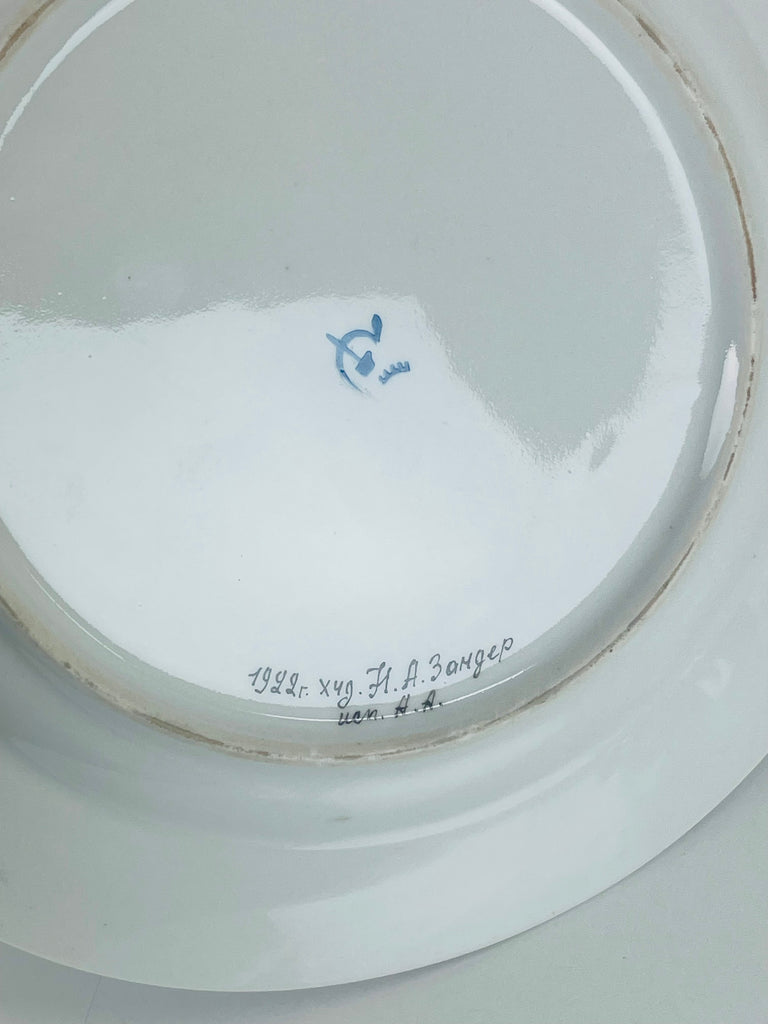 1922г. худ. Н. А. Зандер
исп. А. А.